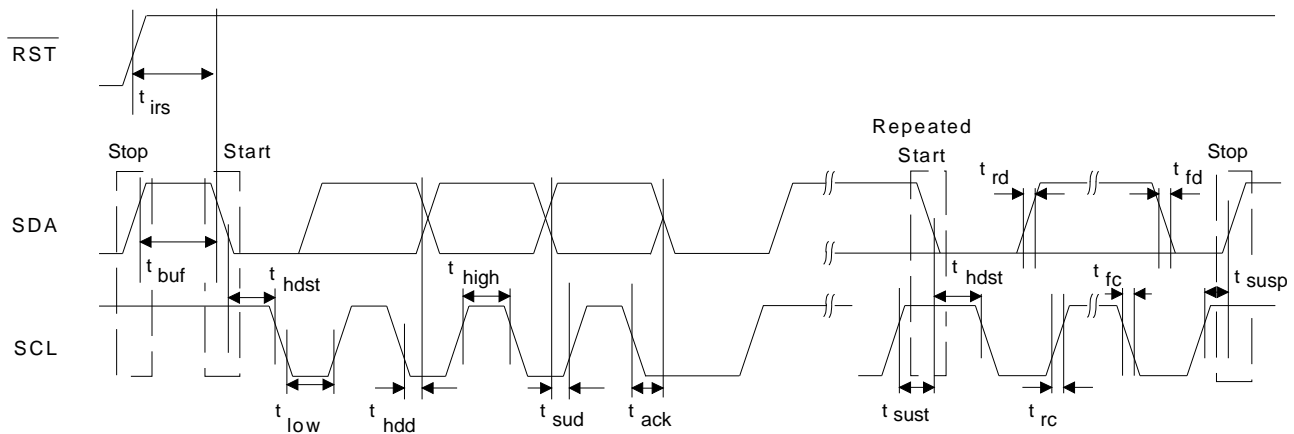 RST
t irs
Repeated
Stop Start Start Stop
t rd t fd
SDA
t buf t hdst t high t hdst t fc t susp
SCL
t low t hdd t sud t ack t sust t rc